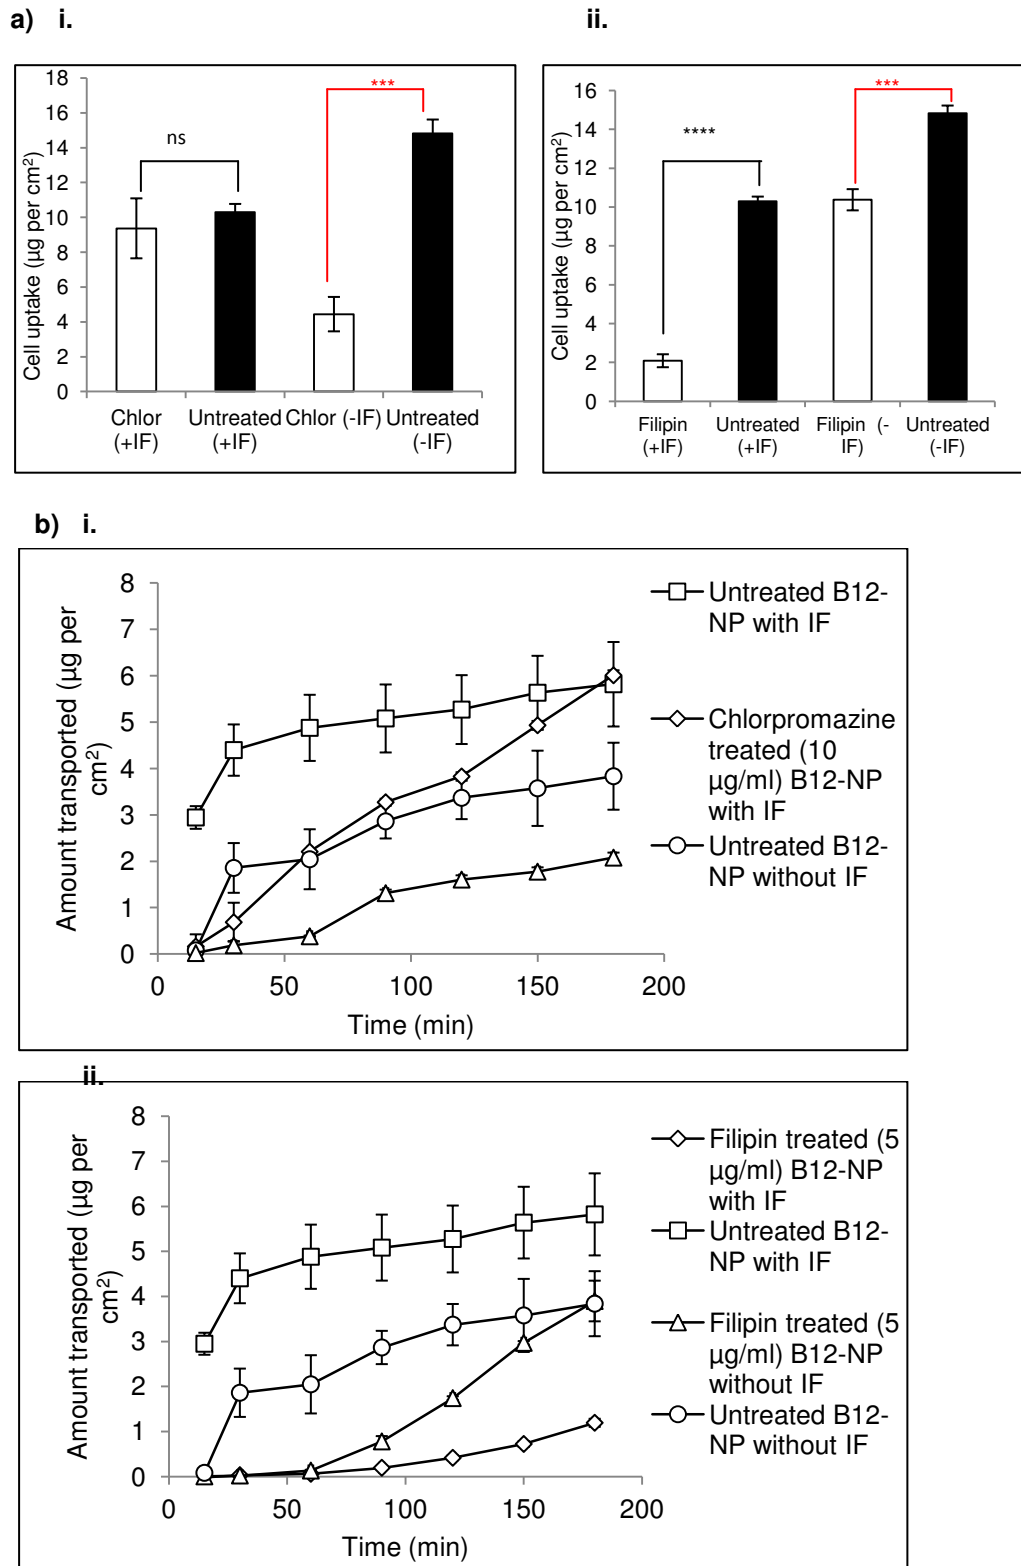 a) i.
ii.
18
16
14
12
10
8
6
4
2
0
Cell uptake (µg per cm²)
ns
***
Chlor
(+IF)
Untreated
(+IF)
Chlor (-IF)
Untreated
(-IF)
16
14
12
10
8
6
4
2
0
Cell uptake (µg per cm²)
****
***
Filipin
(+IF)
Untreated
(+IF)
Filipin (-
IF)
Untreated
(-IF)
b) i.
8
7
6
5
4
3
2
1
0
Amount transported (µg per
cm²)
0
50
100
150
200
Time (min)
Untreated B12-
NP with IF
Chlorpromazine
treated (10
µg/ml) B12-NP
with IF
Untreated B12-
NP without IF
ii.
8
7
6
5
4
3
2
1
0
Amount transported (µg per
cm²)
0
50
100
150
200
Time (min)
Filipin treated (5
µg/ml) B12-NP
with IF
Untreated B12-
NP with IF
Filipin treated (5
µg/ml) B12-NP
without IF
Untreated B12-
NP without IF